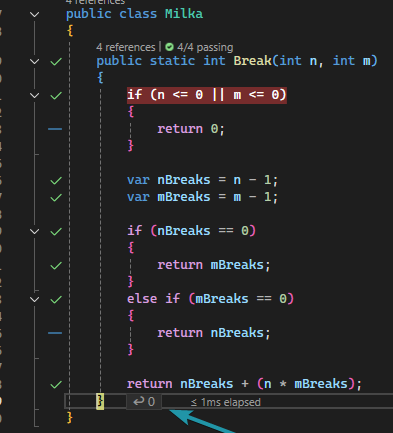 4 references
public class Milka
{
4 references | 4/4 passing
public static int Break(int n, int m)
{
if (n <= 0 || m <= 0)
{
return 0;
}
var nBreaks = n - 1;
var mBreaks = m - 1;
if (nBreaks == 0)
{
return mBreaks;
}
else if (mBreaks == 0)
{
return nBreaks;
}
return nBreaks + (n * mBreaks);
} 0 ≤ 1ms elapsed
}